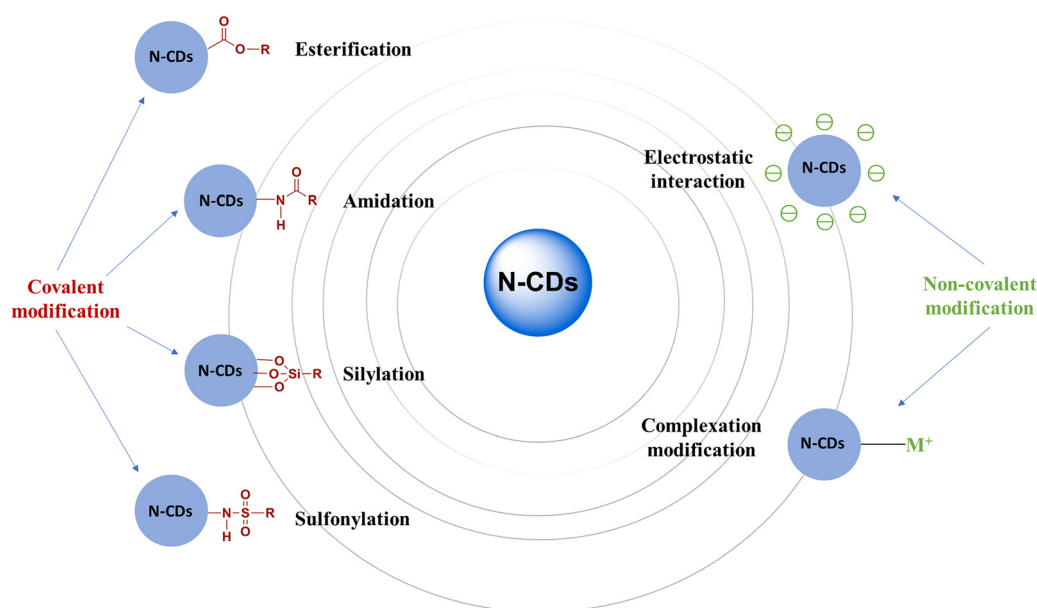 N-CDs
O
O
R
Esterification
N-CDs
N
H
O
R
Amidation
Covalent
modification
N-CDs
O
O
O
Si
R
Silylation
N-CDs
N
H
O
S
O
R
Sulfonylation
N-CDs
Electrostatic
interaction
N-CDs
Non-covalent
modification
Complexation
modification
N-CDs
M⁺